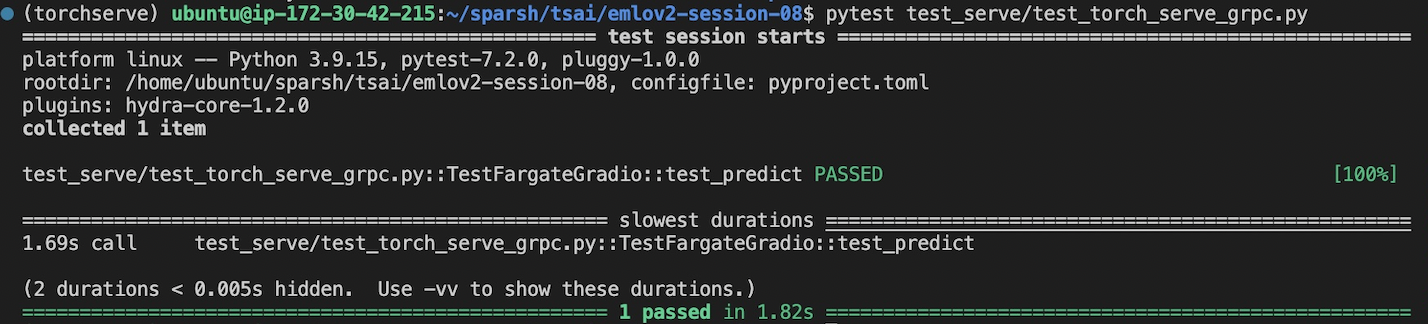 (torchserve) ubuntu@ip-172-30-42-215:~/sparsh/tsai/emlov2-session-08$ pytest test_serve/test_torch_serve_grpc.py
================================================== test session starts ==================================================
platform linux -- Python 3.9.15, pytest-7.2.0, pluggy-1.0.0
rootdir: /home/ubuntu/sparsh/tsai/emlov2-session-08, configfile: pyproject.toml
plugins: hydra-core-1.2.0
collected 1 item
test_serve/test_torch_serve_grpc.py::TestFargateGradio::test_predict PASSED [100%]
=================================================== slowest durations ===================================================
1.69s call     test_serve/test_torch_serve_grpc.py::TestFargateGradio::test_predict
(2 durations < 0.005s hidden.  Use -vv to show these durations.)
=================================================== 1 passed in 1.82s ===================================================